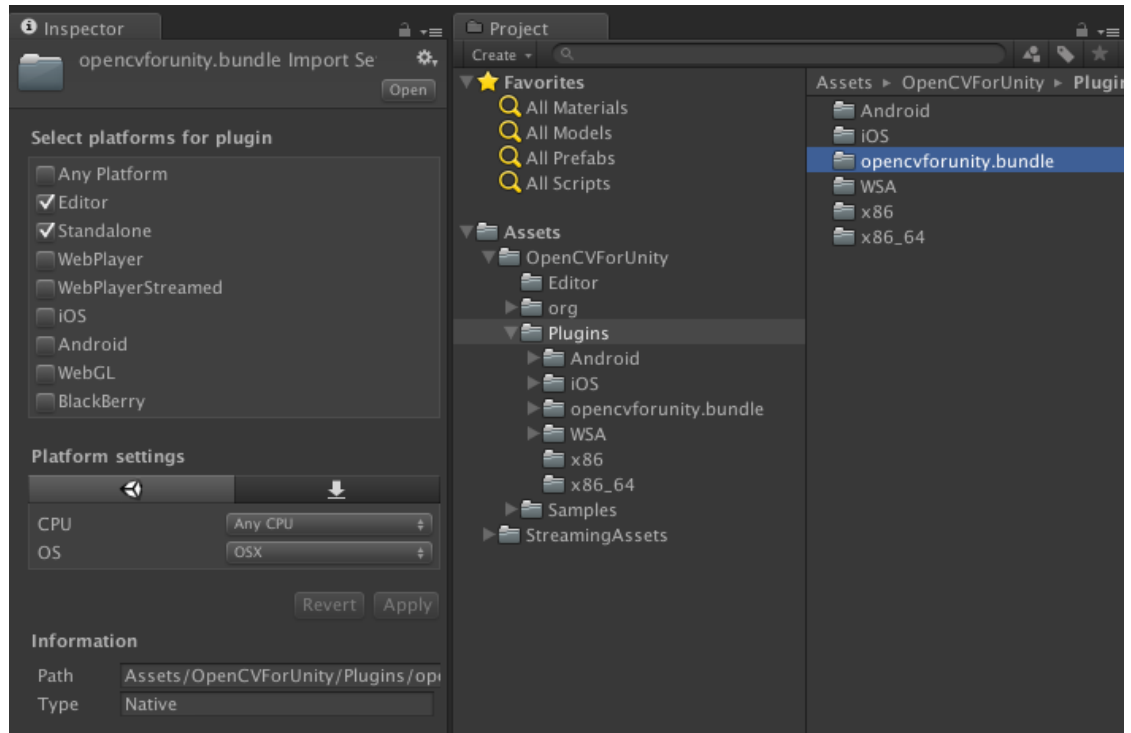 Inspector
opencvforunity.bundle Import Se
Open
Select platforms for plugin
Any Platform
Editor
Standalone
WebPlayer
WebPlayerStreamed
iOS
Android
WebGL
BlackBerry
Platform settings
CPU Any CPU
OS OSX
Revert Apply
Information
Path Assets/OpenCVForUnity/Plugins/ope
Type Native
Project
Create
Favorites
All Materials
All Models
All Prefabs
All Scripts
Assets
OpenCVForUnity
Editor
org
Plugins
Android
iOS
opencvforunity.bundle
WSA
x86
x86_64
Samples
StreamingAssets
Assets ▸ OpenCVForUnity ▸ Plugin
Android
iOS
opencvforunity.bundle
WSA
x86
x86_64